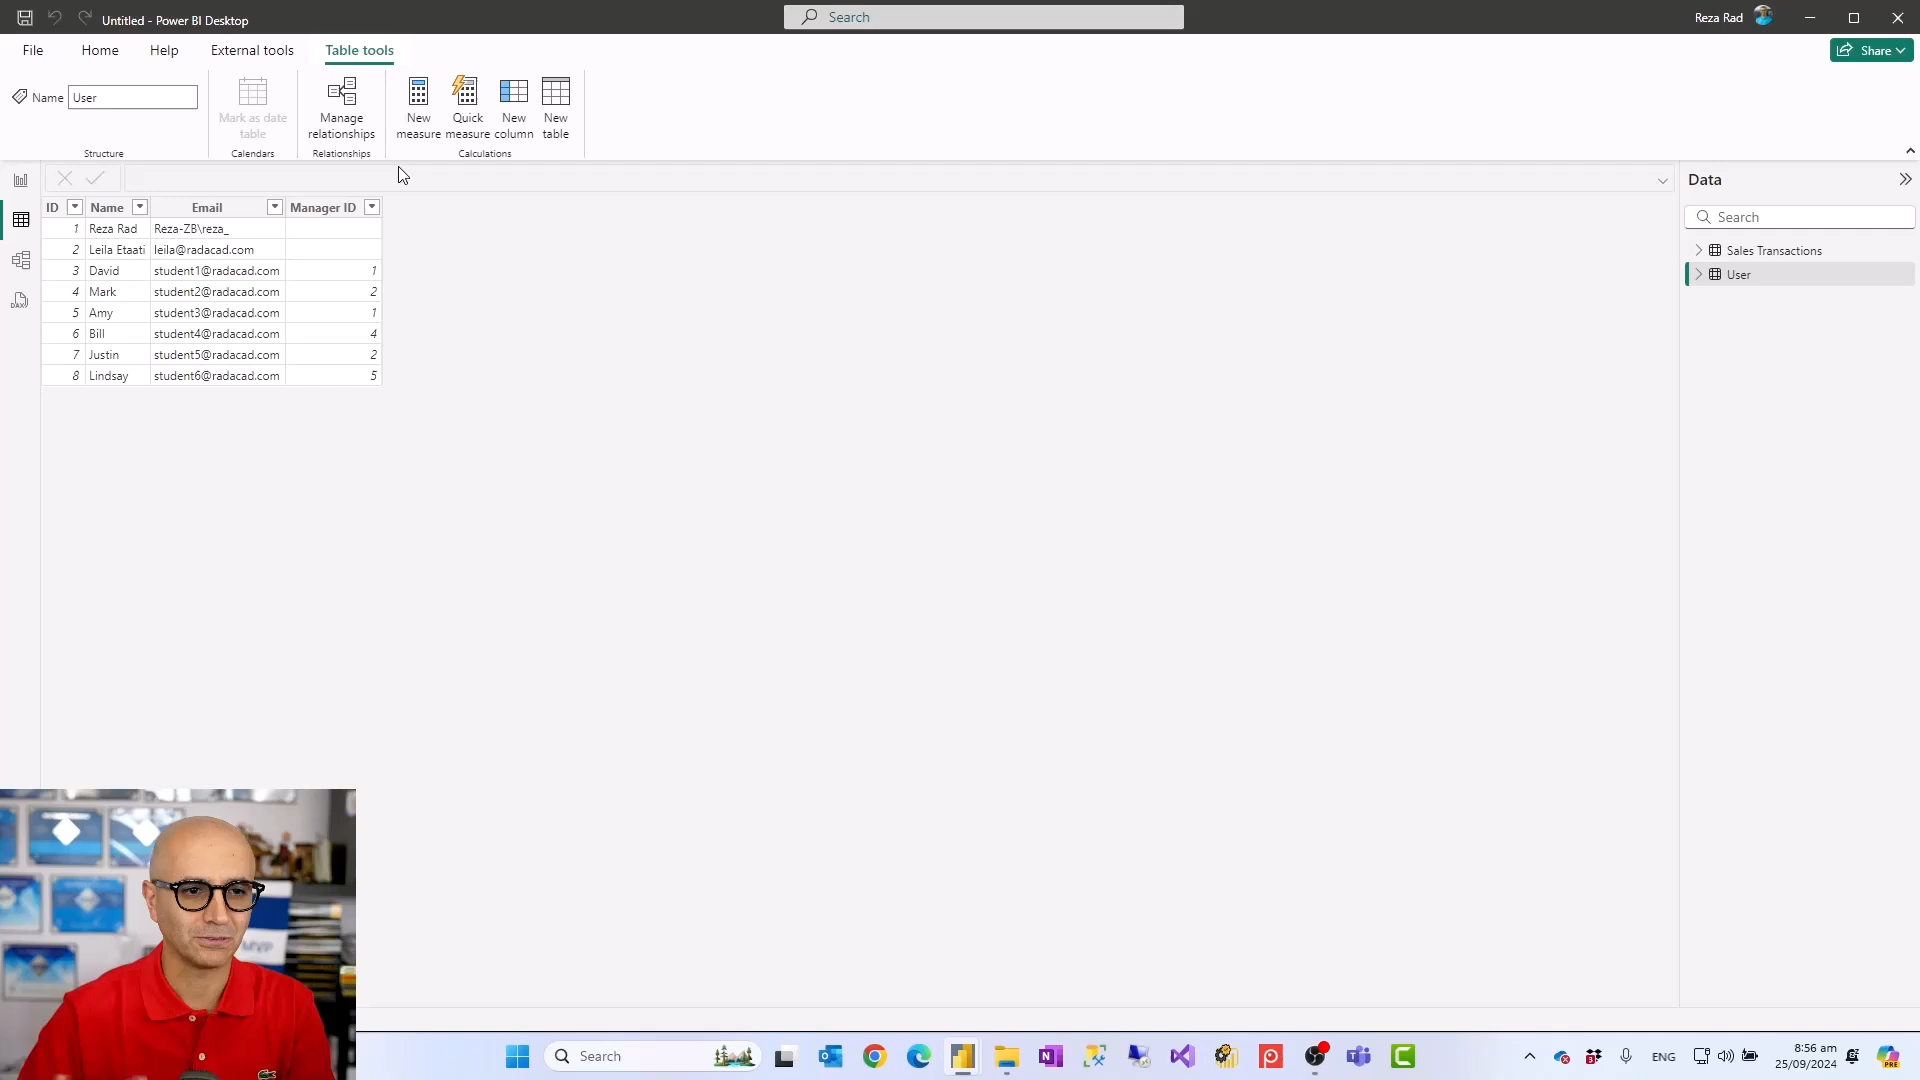 Untitled - Power BI Desktop
Search
Reza Rad
File
Home
Help
External tools
Table tools
Share
Name
User
Mark as date table
Manage relationships
New measure
Quick measure
New column
New table
Structure
Calendars
Relationships
Calculations
Data
Search
Sales Transactions
User
ID Name Email Manager ID
1 Reza Rad Reza-ZB\reza_
2 Leila Etaati leila@radacad.com
3 David student1@radacad.com 1
4 Mark student2@radacad.com 2
5 Amy student3@radacad.com 1
6 Bill student4@radacad.com 4
7 Justin student5@radacad.com 2
8 Lindsay student6@radacad.com 5
DAX
MVP
Search
ENG
8:56 am
25/09/2024
PRE